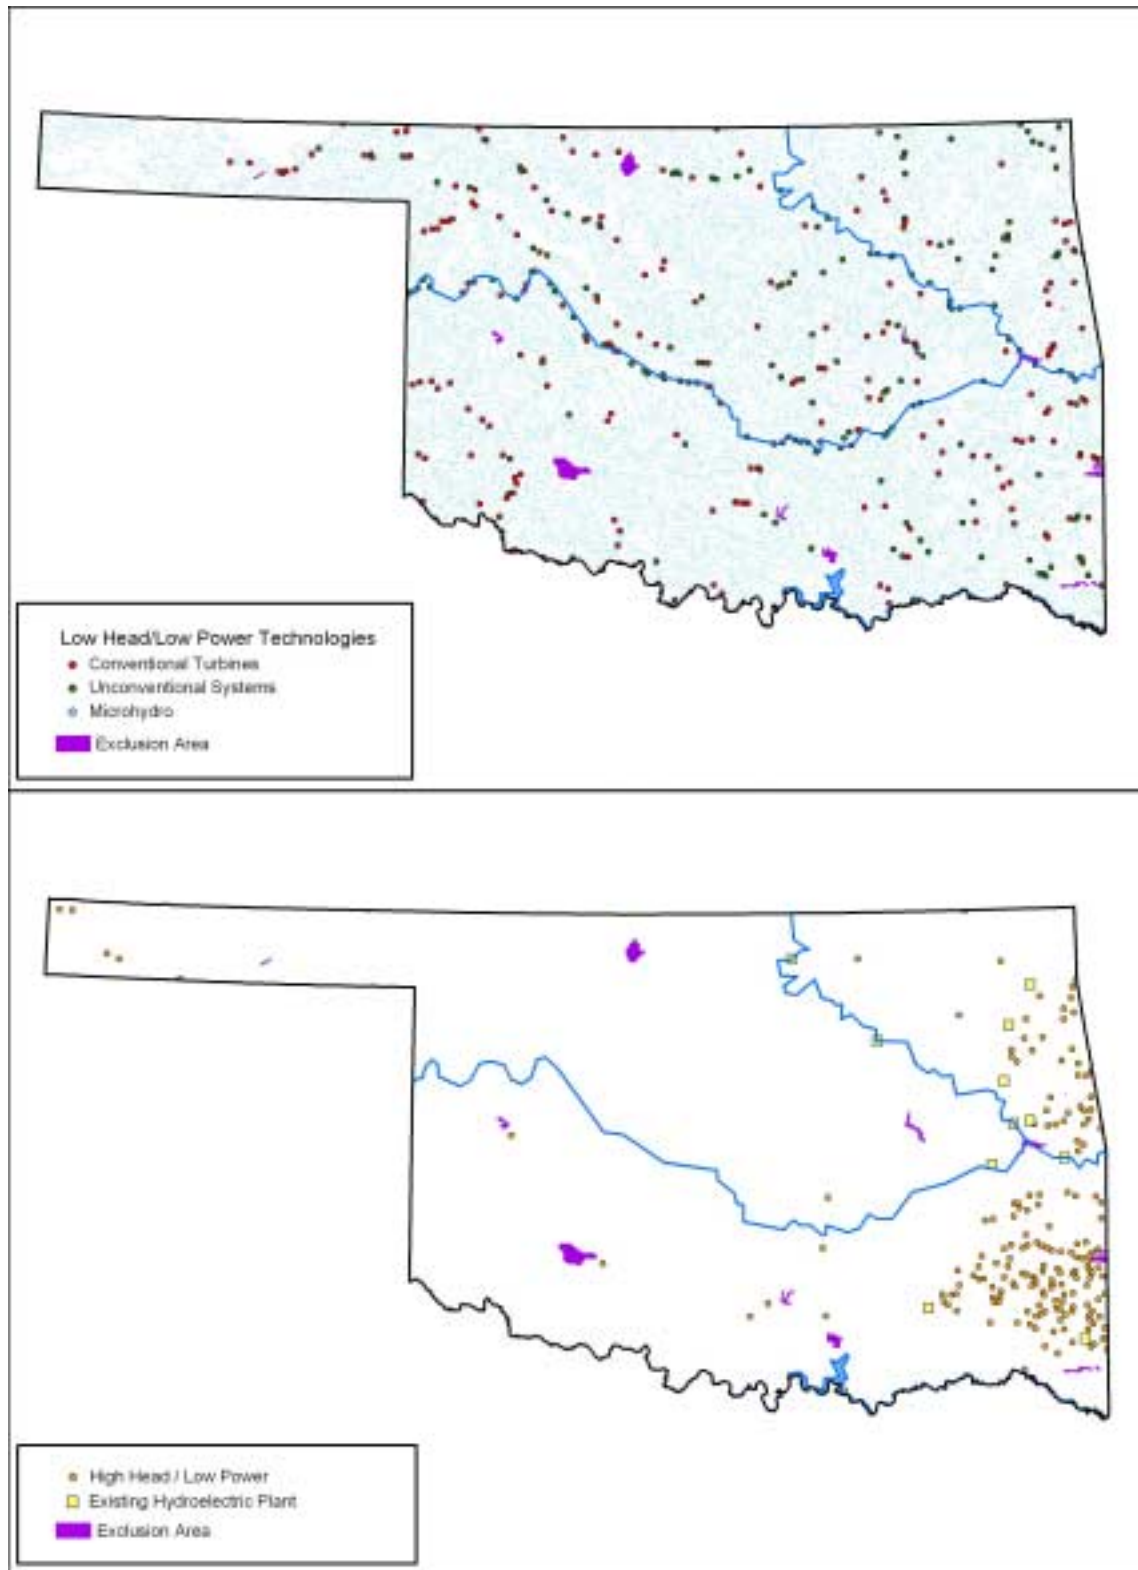 Low Head/Low Power Technologies
Conventional Turbines
Unconventional Systems
Microhydro
Exclusion Area
High Head / Low Power
Existing Hydroelectric Plant
Exclusion Area